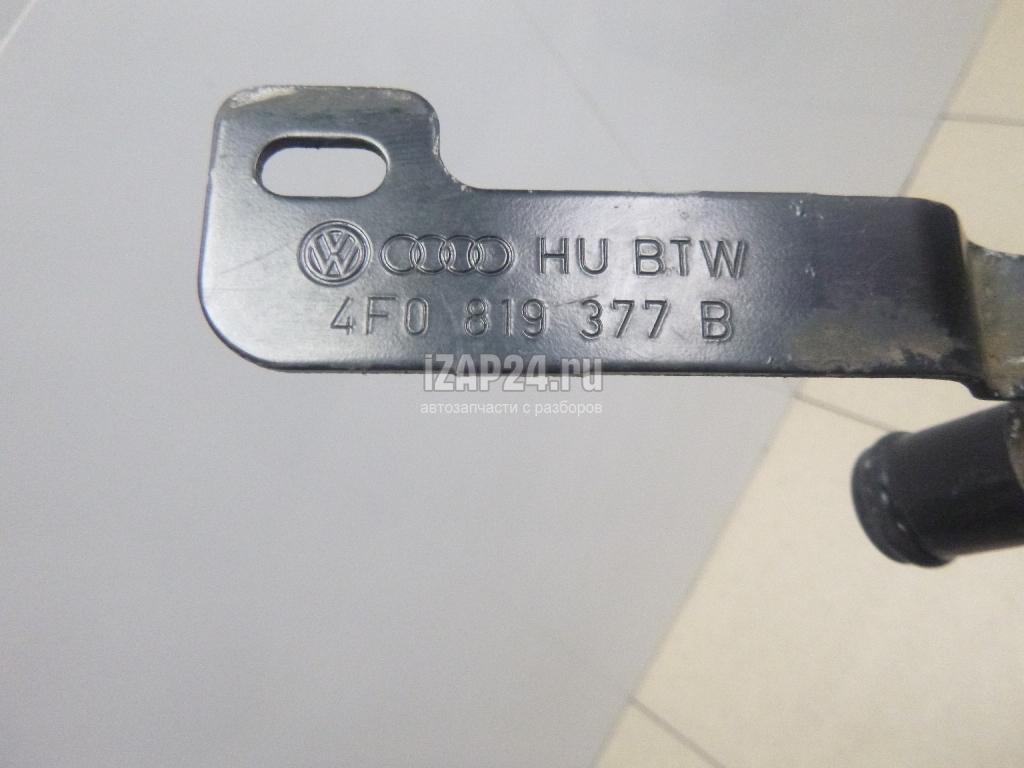 HU BTW
4F0 819 377 B
iZAP24.ru
автозапчасти с разборов